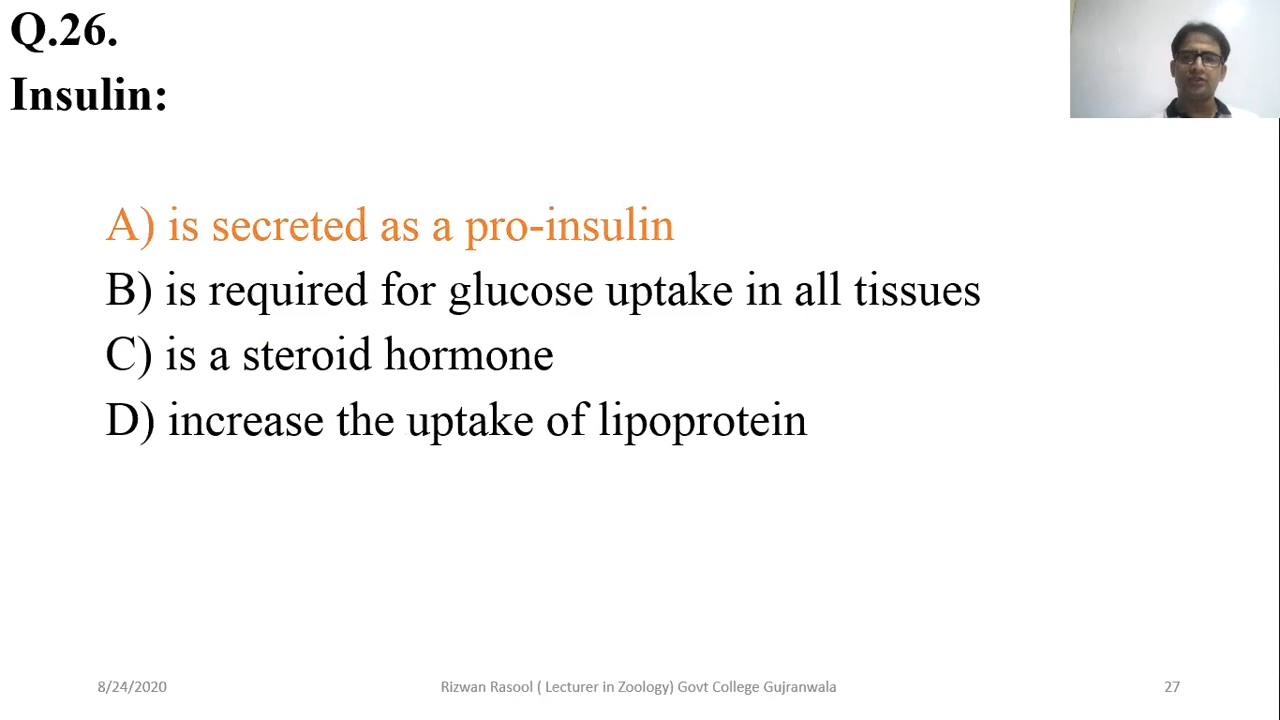 Q.26.
Insulin:
A) is secreted as a pro-insulin
B) is required for glucose uptake in all tissues
C) is a steroid hormone
D) increase the uptake of lipoprotein
8/24/2020
Rizwan Rasool ( Lecturer in Zoology) Govt College Gujranwala
27